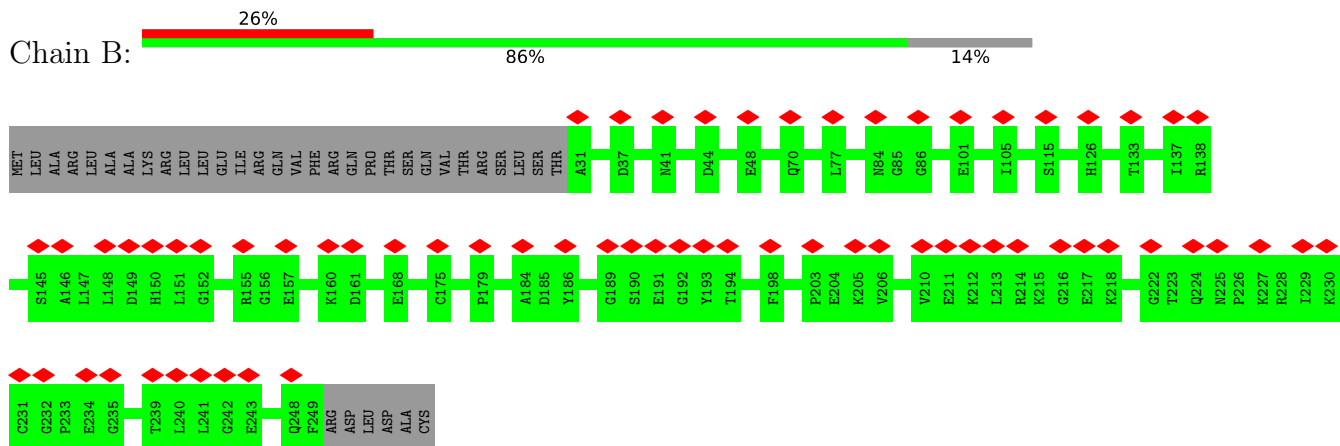 26%
Chain B:
86% 14%
MET LEU ALA ARG LEU ALA ALA LYS ARG LEU LEU GLU ILE ARG GLN VAL PHE ARG GLN PRO THR SER GLN VAL THR ARG SER LEU SER THR A31 D37 N41 D44 E48 Q70 L77 N84 G85 G86 E101 I105 S115 H126 T133 I137 R138
S145 A146 L147 L148 D149 H150 L151 G152 R155 G156 E157 K160 D161 E168 C175 P179 A184 D185 Y186 G189 S190 E191 G192 Y193 T194 F198 P203 E204 K205 V206 V210 E211 K212 L213 R214 K215 G216 E217 K218 G222 T223 Q224 N225 P226 K227 R228 I229 K230
C231 G232 P233 E234 G235 T239 L240 L241 G242 E243 Q248 F249 ARG ASP LEU ASP ALA CYS